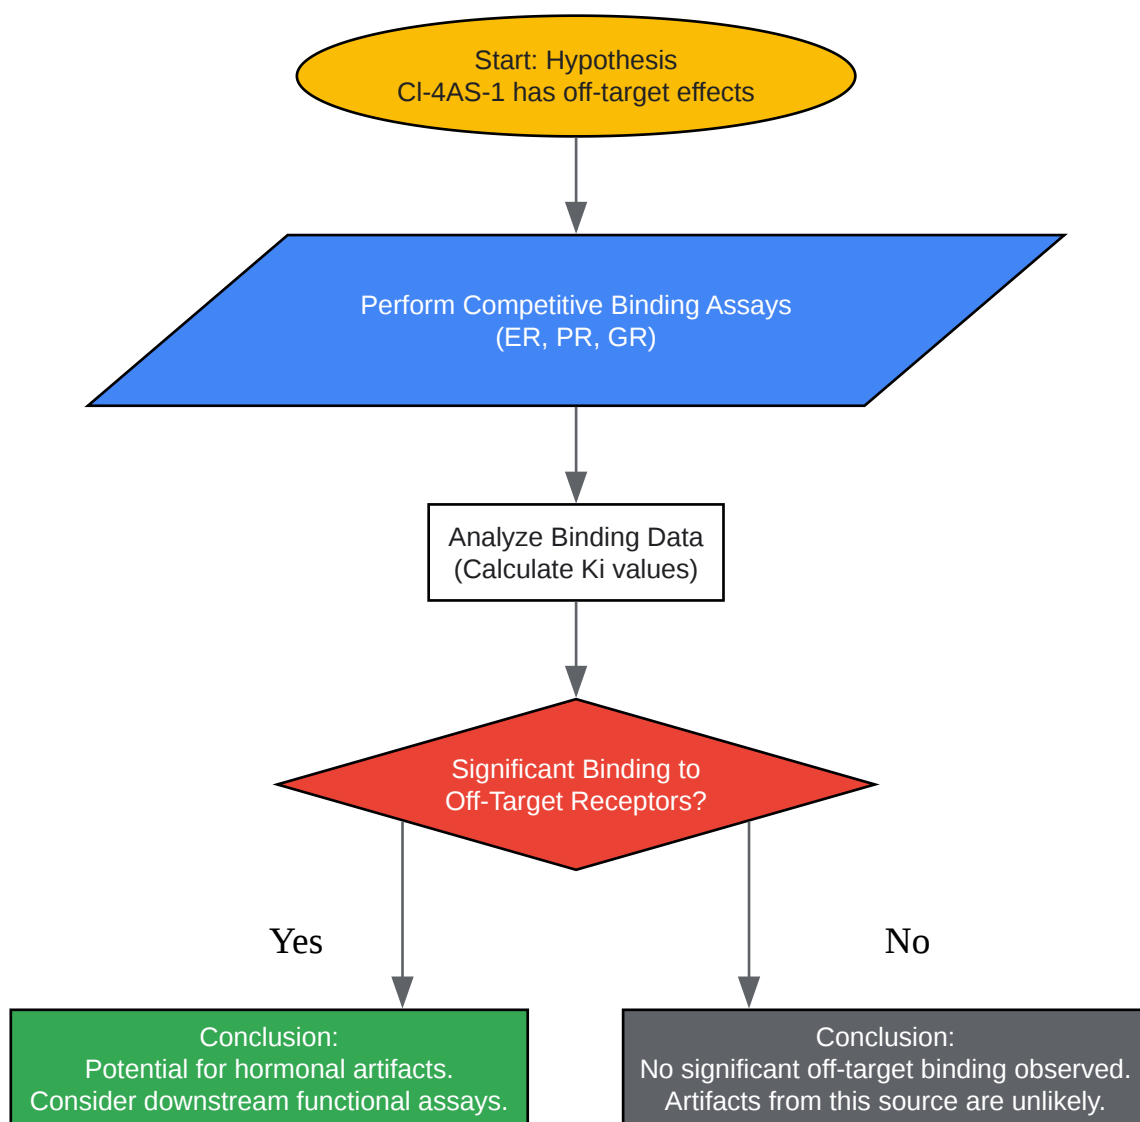 Start: Hypothesis
Cl-4AS-1 has off-target effects
Perform Competitive Binding Assays
(ER, PR, GR)
Analyze Binding Data
(Calculate Ki values)
Significant Binding to
Off-Target Receptors?
Yes
No
Conclusion:
Potential for hormonal artifacts.
Consider downstream functional assays.
Conclusion:
No significant off-target binding observed.
Artifacts from this source are unlikely.